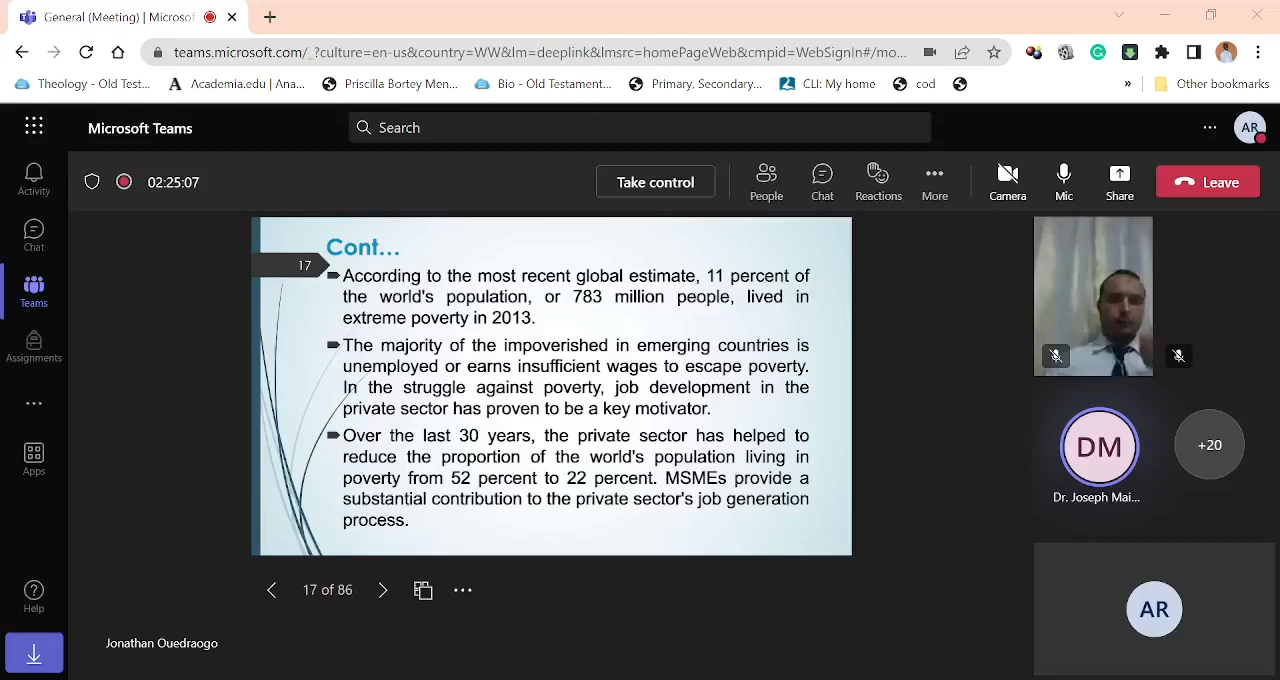 General (Meeting) | Microsof
teams.microsoft.com/_?culture=en-us&country=WW&lm=deeplink&lmsrc=homePageWeb&cmpid=WebSignIn#/mo...
Theology - Old Test...
Academia.edu | Ana...
Priscilla Bortey Men...
Bio - Old Testament...
Primary, Secondary...
CLI: My home
cod
»
Other bookmarks
Microsoft Teams
Search
AR
Activity
Chat
Teams
Assignments
Apps
Help
02:25:07
Take control
People
Chat
Reactions
More
Camera
Mic
Share
Leave
Cont...
17
According to the most recent global estimate, 11 percent of
the world's population, or 783 million people, lived in
extreme poverty in 2013.
The majority of the impoverished in emerging countries is
unemployed or earns insufficient wages to escape poverty.
In the struggle against poverty, job development in the
private sector has proven to be a key motivator.
Over the last 30 years, the private sector has helped to
reduce the proportion of the world's population living in
poverty from 52 percent to 22 percent. MSMEs provide a
substantial contribution to the private sector's job generation
process.
17 of 86
Jonathan Ouedraogo
DM
Dr. Joseph Mai...
+20
AR